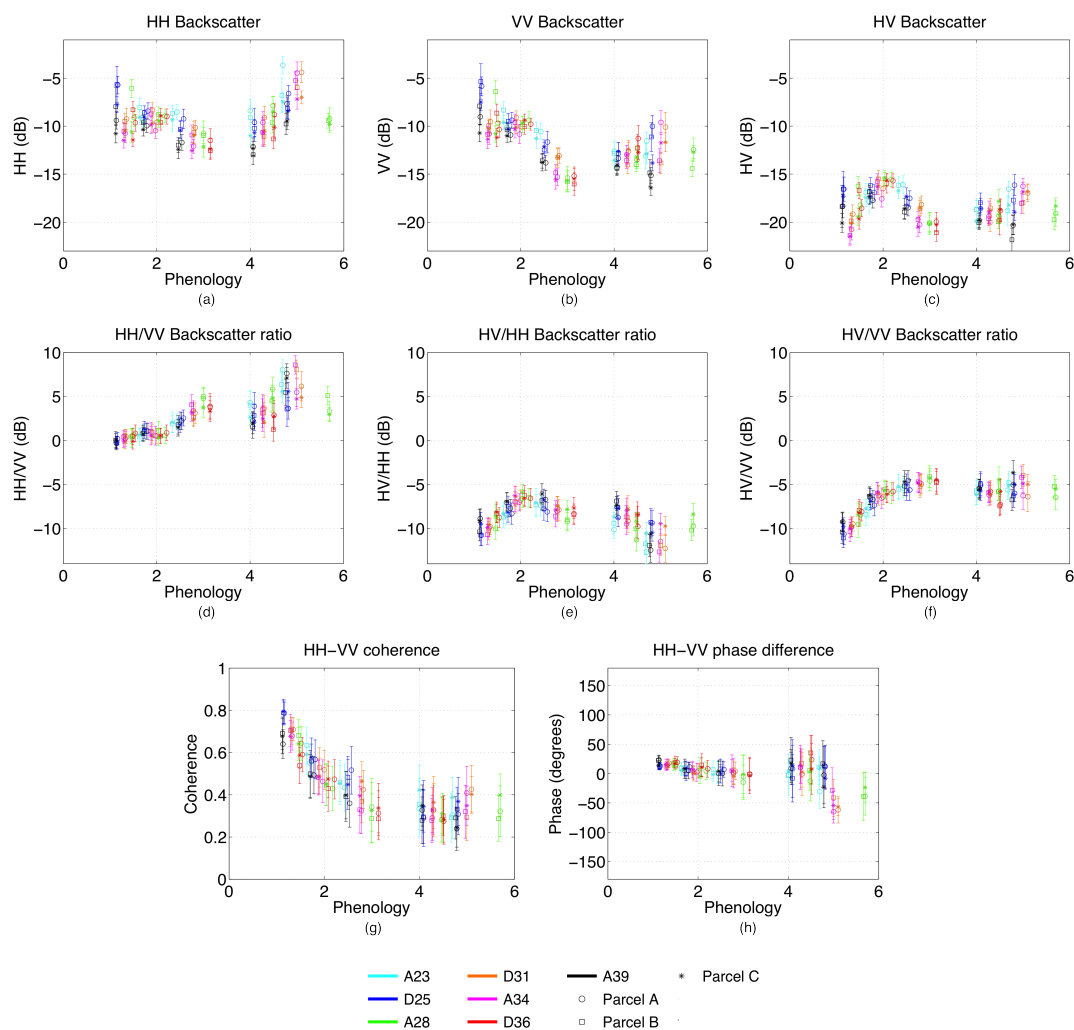 HH Backscatter
VV Backscatter
HV Backscatter
HH (dB)
−5
−10
−15
−20
0 2 4 6
Phenology
(a)
VV (dB)
−5
−10
−15
−20
0 2 4 6
Phenology
(b)
HV (dB)
−5
−10
−15
−20
0 2 4 6
Phenology
(c)
HH/VV Backscatter ratio
HV/HH Backscatter ratio
HV/VV Backscatter ratio
HH/VV (dB)
10
5
0
−5
−10
0 2 4 6
Phenology
(d)
HV/HH (dB)
10
5
0
−5
−10
0 2 4 6
Phenology
(e)
HV/VV (dB)
10
5
0
−5
−10
0 2 4 6
Phenology
(f)
HH−VV coherence
HH−VV phase difference
Coherence
1
0.8
0.6
0.4
0.2
0
0 2 4 6
Phenology
(g)
Phase (degrees)
150
100
50
0
−50
−100
−150
0 2 4 6
Phenology
(h)
A23 D31 A39 Parcel C
D25 A34 Parcel A
A28 D36 Parcel B